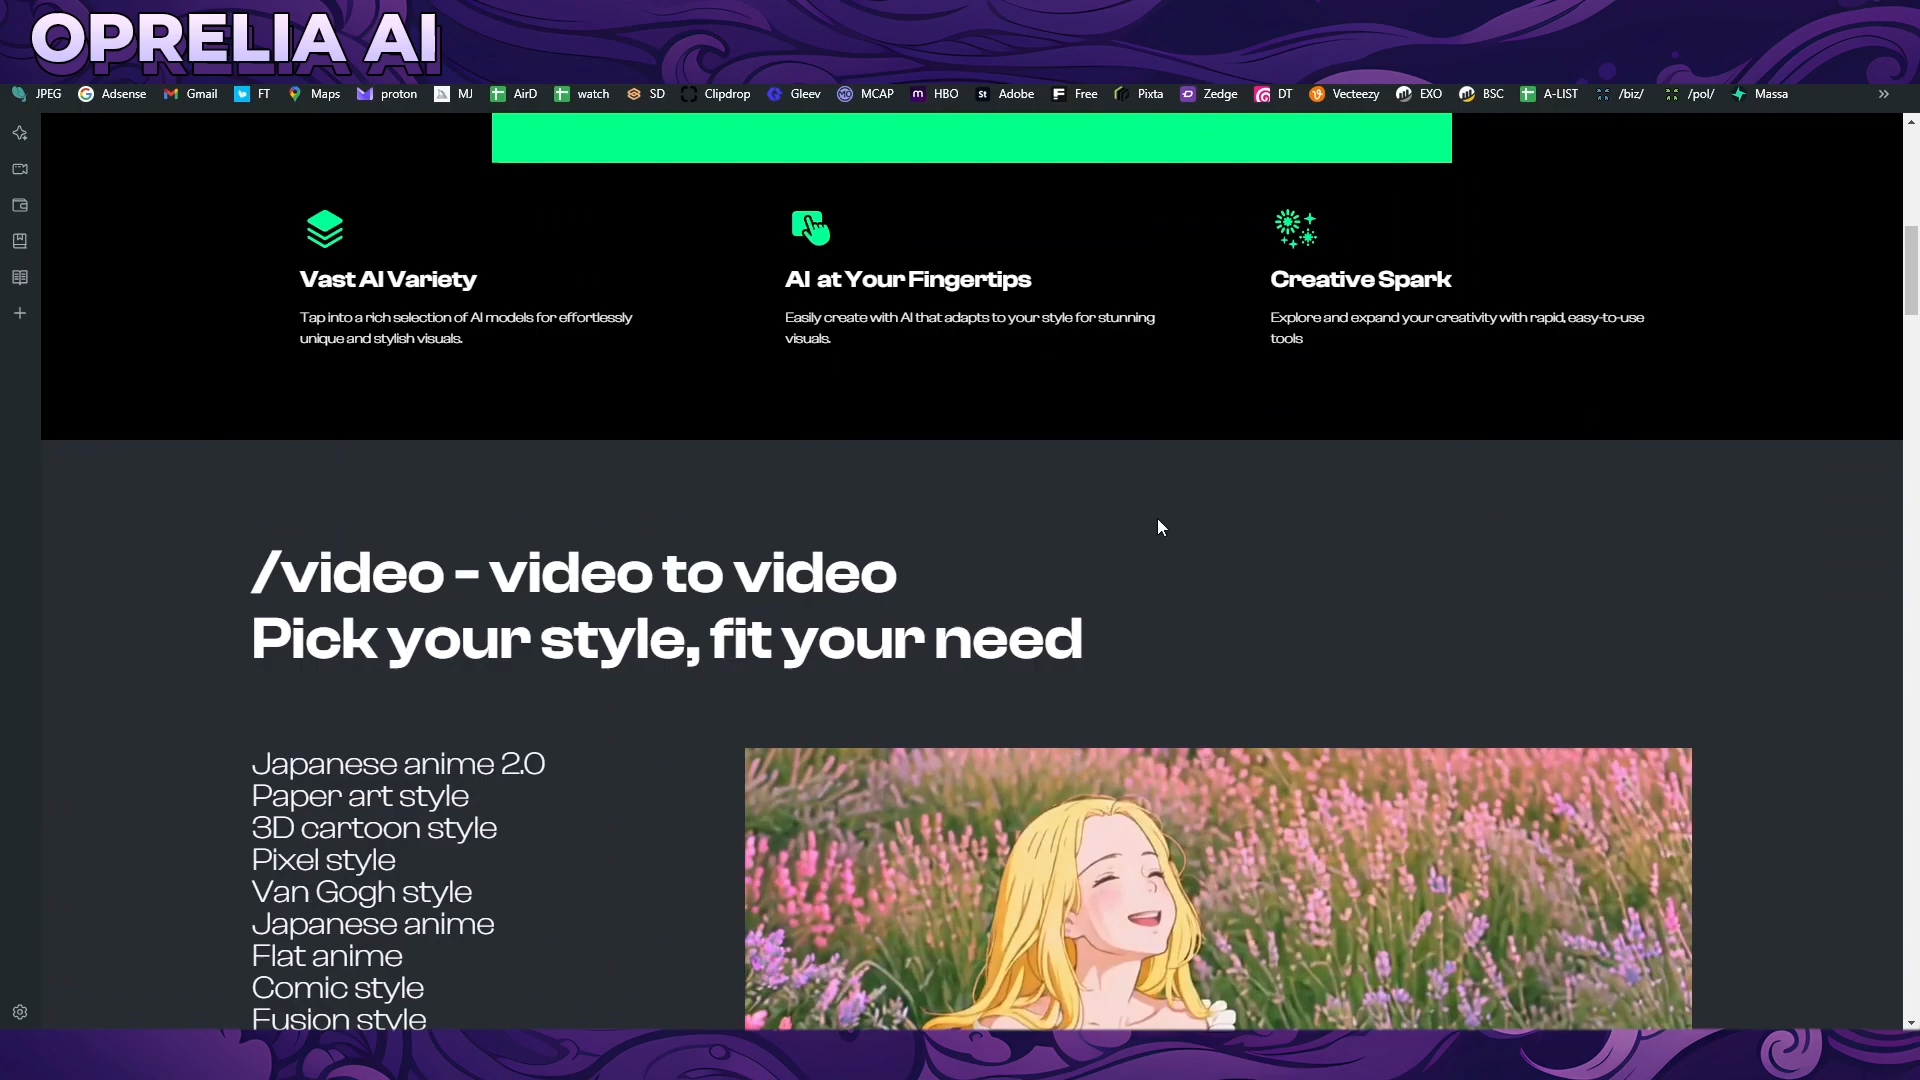 OPRELIA AI
JPEG Adsense Gmail FT Maps proton MJ AirD watch SD Clipdrop Gleev MCAP HBO Adobe Free Pixta Zedge DT Vecteezy EXO BSC A-LIST /biz/ /pol/ Massa
Vast AI Variety
Tap into a rich selection of AI models for effortlessly
unique and stylish visuals.
AI at Your Fingertips
Easily create with AI that adapts to your style for stunning
visuals.
Creative Spark
Explore and expand your creativity with rapid, easy-to-use
tools
/video - video to video
Pick your style, fit your need
Japanese anime 2.0
Paper art style
3D cartoon style
Pixel style
Van Gogh style
Japanese anime
Flat anime
Comic style
Fusion style